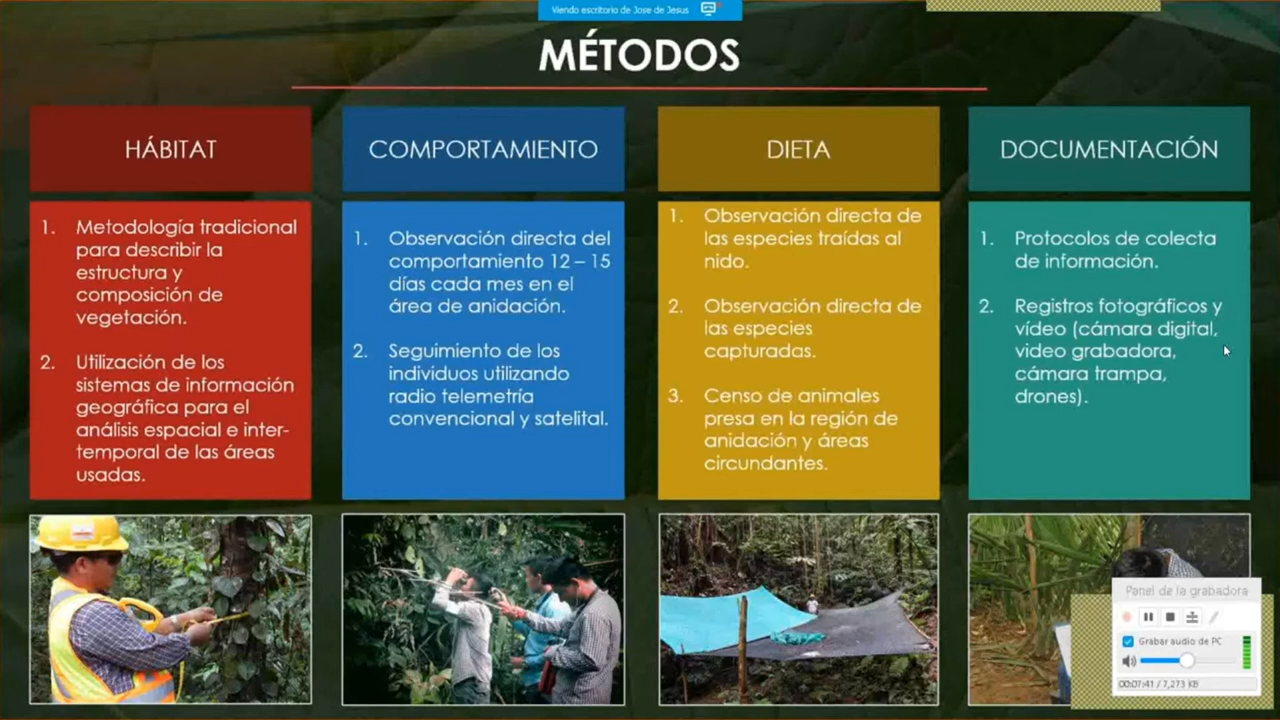 Viendo escritorio de Jose de Jesus
MÉTODOS
HÁBITAT
1. Metodología tradicional
para describir la
estructura y
composición de
vegetación.
2. Utilización de los
sistemas de información
geográfica para el
análisis espacial e inter-
temporal de las áreas
usadas.
COMPORTAMIENTO
1. Observación directa del
comportamiento 12 – 15
días cada mes en el
área de anidación.
2. Seguimiento de los
individuos utilizando
radio telemetría
convencional y satelital.
DIETA
1. Observación directa de
las especies traídas al
nido.
2. Observación directa de
las especies
capturadas.
3. Censo de animales
presa en la región de
anidación y áreas
circundantes.
DOCUMENTACIÓN
1. Protocolos de colecta
de información.
2. Registros fotográficos y
vídeo (cámara digital,
video grabadora,
cámara trampa,
drones).
Panel de la grabadora
Grabar audio de PC
00:07:41 / 7,273 KB